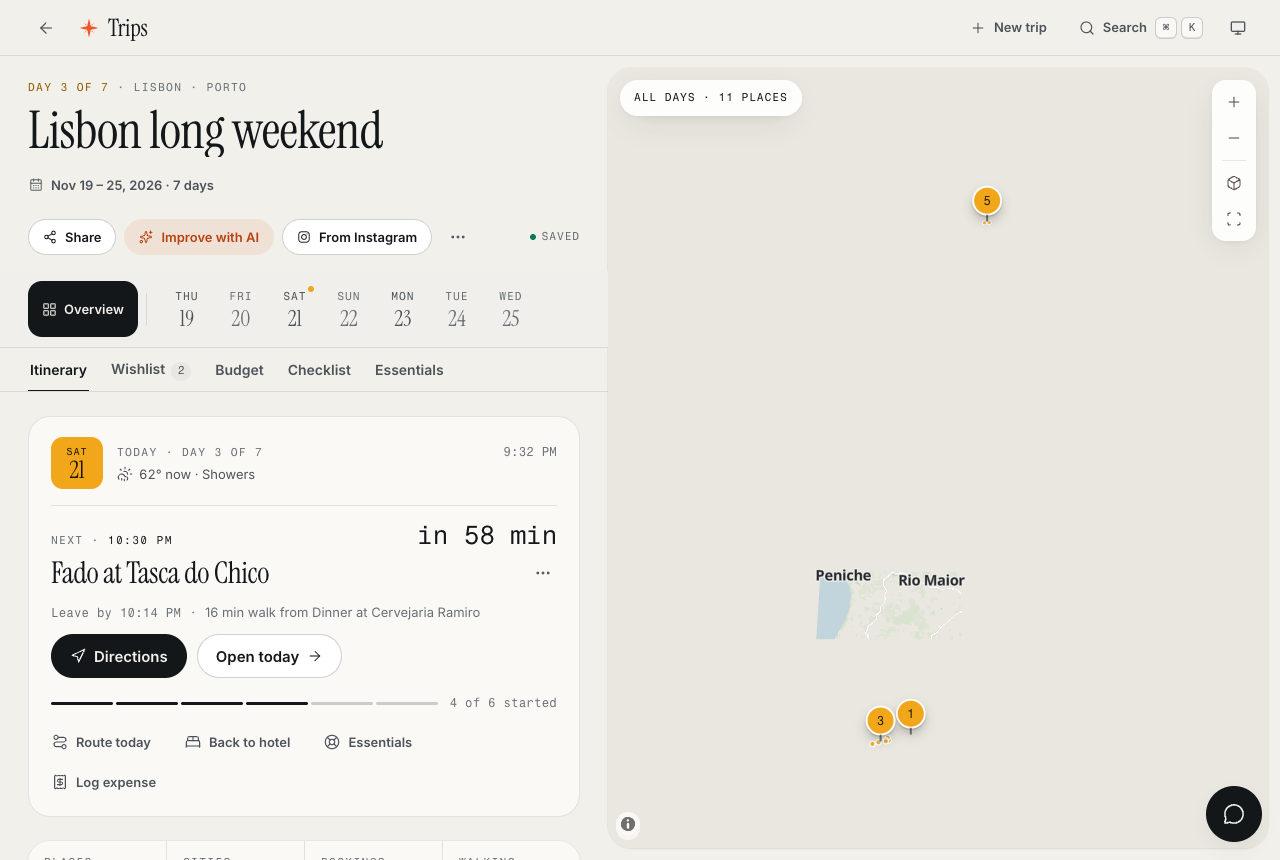 Trips
New trip
Search ⌘ K
DAY 3 OF 7 · LISBON · PORTO
Lisbon long weekend
Nov 19 – 25, 2026 · 7 days
Share
Improve with AI
From Instagram
SAVED
Overview
THU 19
FRI 20
SAT 21
SUN 22
MON 23
TUE 24
WED 25
Itinerary
Wishlist 2
Budget
Checklist
Essentials
SAT
21
TODAY · DAY 3 OF 7
9:32 PM
62° now · Showers
NEXT · 10:30 PM
in 58 min
Fado at Tasca do Chico
Leave by 10:14 PM · 16 min walk from Dinner at Cervejaria Ramiro
Directions
Open today
4 of 6 started
Route today
Back to hotel
Essentials
Log expense
PLACES
CITIES
BOOKINGS
WALKING
ALL DAYS · 11 PLACES
5
Peniche
Rio Maior
3
1